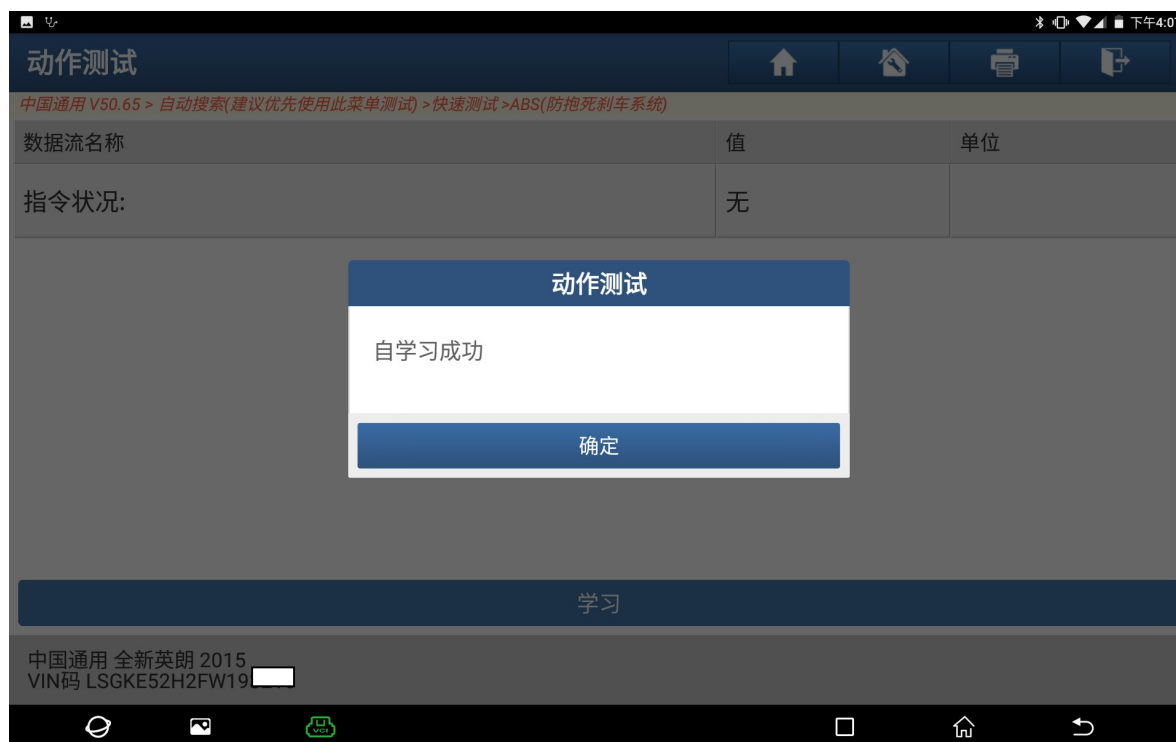 下午4:0
动作测试
中国通用 V50.65 > 自动搜索(建议优先使用此菜单测试) >快速测试 >ABS(防抱死刹车系统)
数据流名称 值 单位
指令状况: 无
动作测试
自学习成功
确定
学习
中国通用 全新英朗 2015
VIN码 LSGKE52H2FW19
VCI